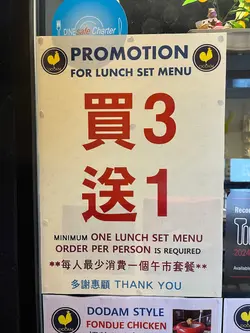 DINEsafe Charter
PROMOTION
FOR LUNCH SET MENU
買3
送1
MINIMUM ONE LUNCH SET MENU
ORDER PER PERSON IS REQUIRED
**每人最少消費一個午市套餐**
多謝惠顧 THANK YOU
DODAM STYLE
FONDUE CHICKEN